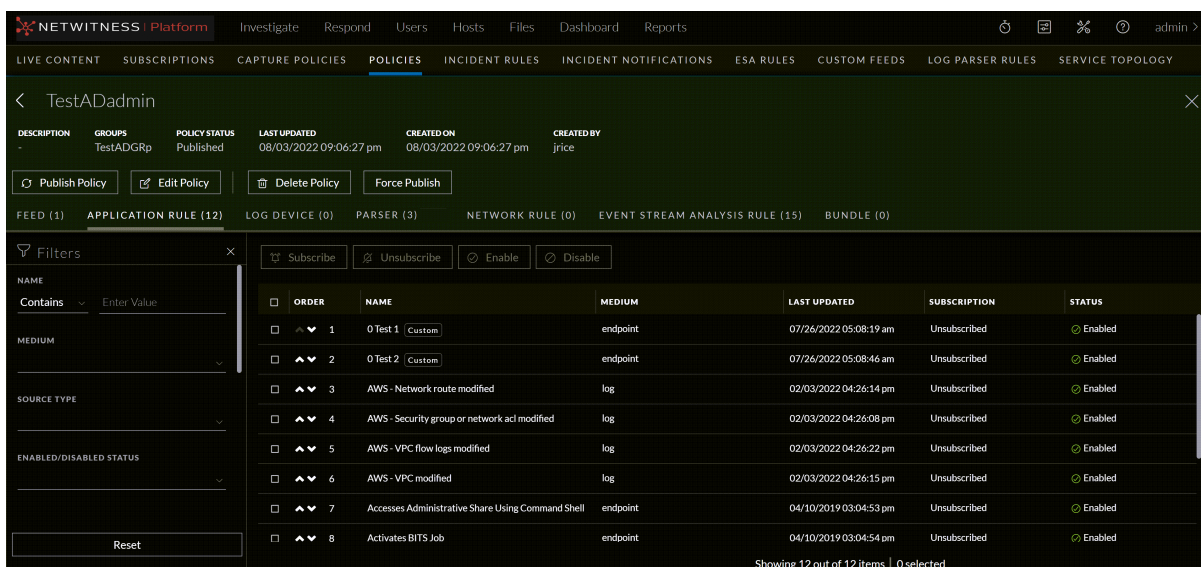 NETWITNESS Platform Investigate Respond Users Hosts Files Dashboard Reports admin >
LIVE CONTENT SUBSCRIPTIONS CAPTURE POLICIES POLICIES INCIDENT RULES INCIDENT NOTIFICATIONS ESA RULES CUSTOM FEEDS LOG PARSER RULES SERVICE TOPOLOGY
TestADadmin
DESCRIPTION GROUPS POLICY STATUS LAST UPDATED CREATED ON CREATED BY
- TestADGRp Published 08/03/2022 09:06:27 pm 08/03/2022 09:06:27 pm jrice
Publish Policy Edit Policy Delete Policy Force Publish
FEED (1) APPLICATION RULE (12) LOG DEVICE (0) PARSER (3) NETWORK RULE (0) EVENT STREAM ANALYSIS RULE (15) BUNDLE (0)
Filters
NAME
Contains Enter Value
MEDIUM
SOURCE TYPE
ENABLED/DISABLED STATUS
Reset
Subscribe Unsubscribe Enable Disable
ORDER NAME MEDIUM LAST UPDATED SUBSCRIPTION STATUS
1 0 Test 1 Custom endpoint 07/26/2022 05:08:19 am Unsubscribed Enabled
2 0 Test 2 Custom endpoint 07/26/2022 05:08:46 am Unsubscribed Enabled
3 AWS - Network route modified log 02/03/2022 04:26:14 pm Unsubscribed Enabled
4 AWS - Security group or network acl modified log 02/03/2022 04:26:08 pm Unsubscribed Enabled
5 AWS - VPC flow logs modified log 02/03/2022 04:26:22 pm Unsubscribed Enabled
6 AWS - VPC modified log 02/03/2022 04:26:15 pm Unsubscribed Enabled
7 Accesses Administrative Share Using Command Shell endpoint 04/10/2019 03:04:53 pm Unsubscribed Enabled
8 Activates BITS Job endpoint 04/10/2019 03:04:54 pm Unsubscribed Enabled
Showing 12 out of 12 items | 0 selected